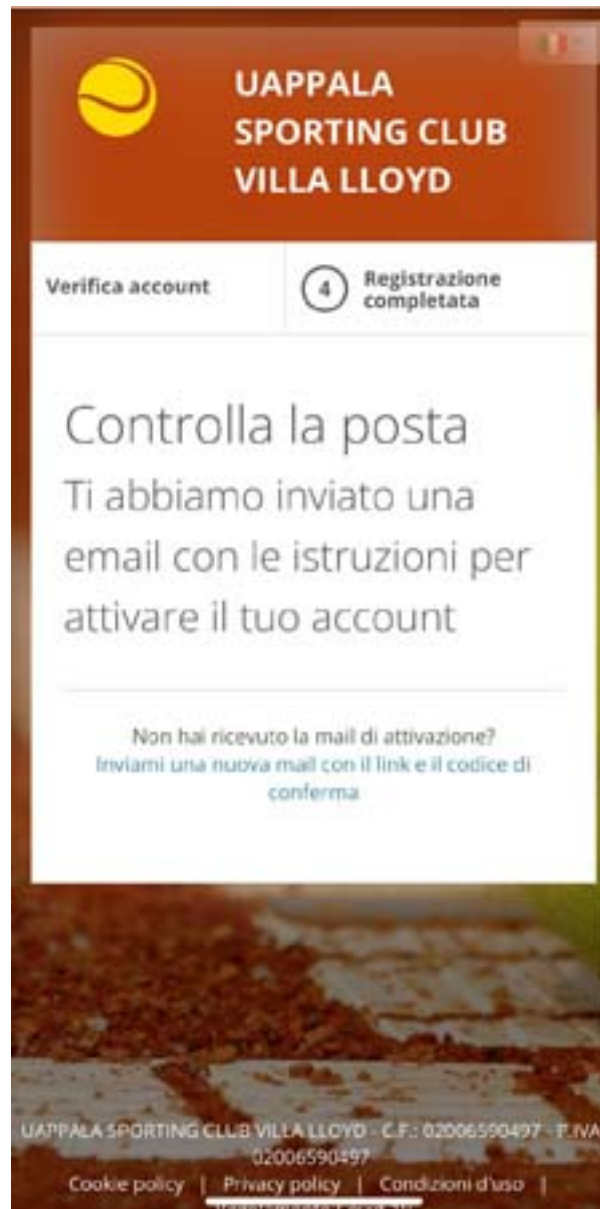 UAPPALA
SPORTING CLUB
VILLA LLOYD
Verifica account
4
Registrazione
completata
Controlla la posta
Ti abbiamo inviato una
email con le istruzioni per
attivare il tuo account
Non hai ricevuto la mail di attivazione?
Inviami una nuova mail con il link e il codice di
conferma
UAPPALA SPORTING CLUB VILLA LLOYD - C.F.: 02006590497 - P.IVA
02006590497
Cookie policy | Privacy policy | Condizioni d'uso |